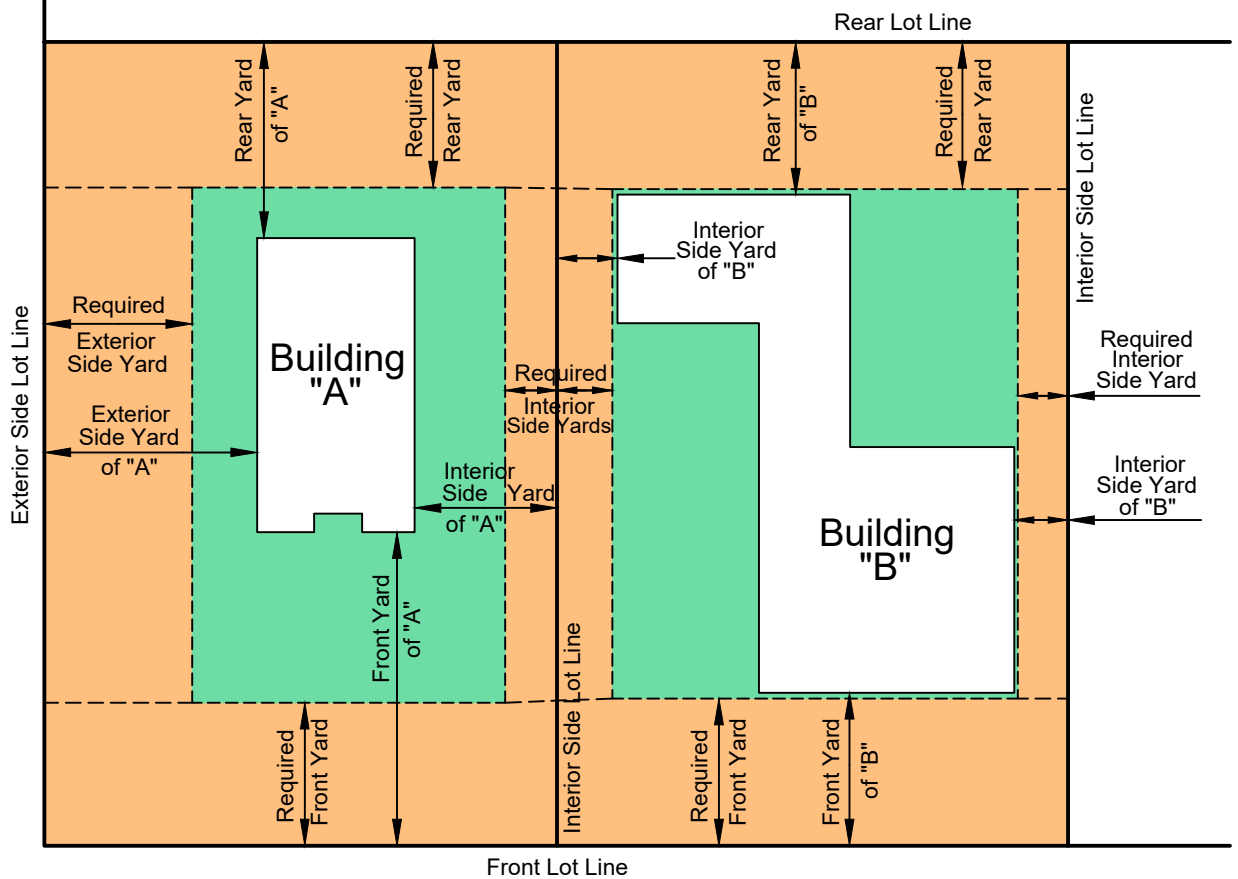 Rear Lot Line
Rear Yard
of "A"
Required
Rear Yard
Rear Yard
of "B"
Required
Rear Yard
Interior Side Lot Line
Interior
Side Yard
of "B"
Required
Exterior
Side Yard
Exterior Side Lot Line
Building
"A"
Required
Interior
Side Yards
Required
Interior
Side Yard
Exterior
Side Yard
of "A"
Interior
Side Yard
of "A"
Interior
Side Yard
of "B"
Building
"B"
Front Yard
of "A"
Interior Side Lot Line
Required
Front Yard
Required
Front Yard
Front Yard
of "B"
Front Lot Line